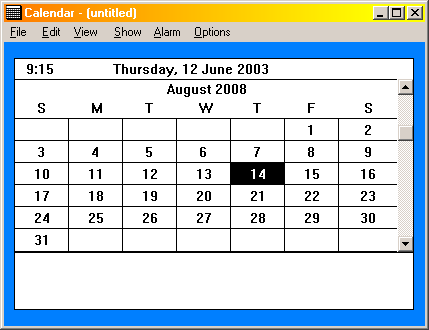 Calendar - (untitled)
File Edit View Show Alarm Options
9:15 Thursday, 12 June 2003
August 2008
S M T W T F S
1 2
3 4 5 6 7 8 9
10 11 12 13 14 15 16
17 18 19 20 21 22 23
24 25 26 27 28 29 30
31